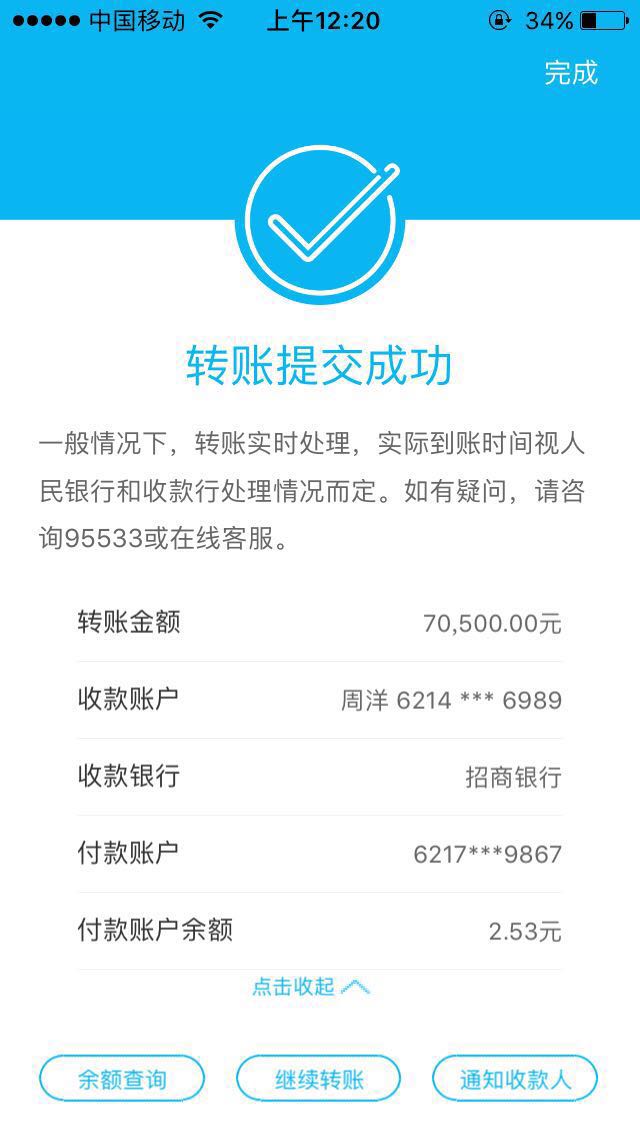 中国移动 上午12:20 34%
完成
转账提交成功
一般情况下，转账实时处理，实际到账时间视人
民银行和收款行处理情况而定。如有疑问，请咨
询95533或在线客服。
转账金额 70,500.00元
收款账户 周洋 6214 *** 6989
收款银行 招商银行
付款账户 6217***9867
付款账户余额 2.53元
点击收起
余额查询 继续转账 通知收款人